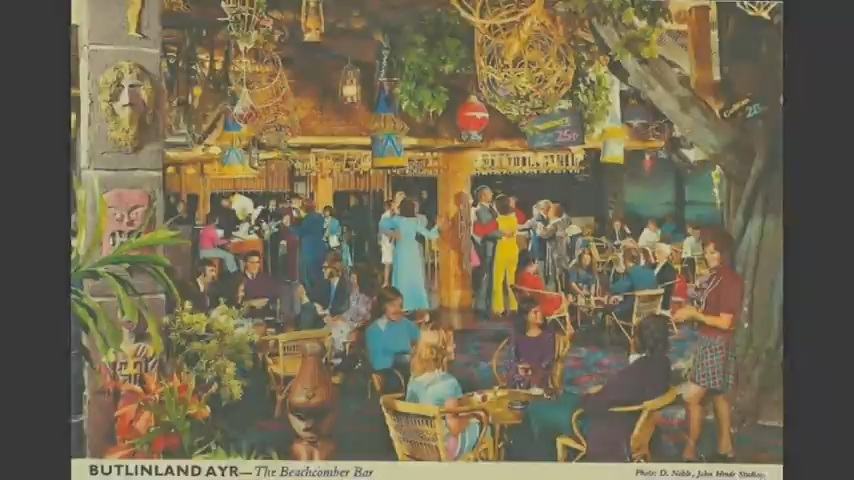 25p
BUTLINLAND AYR—The Beachcomber Bar
Photo: D. Noble, John Hinde Studios.